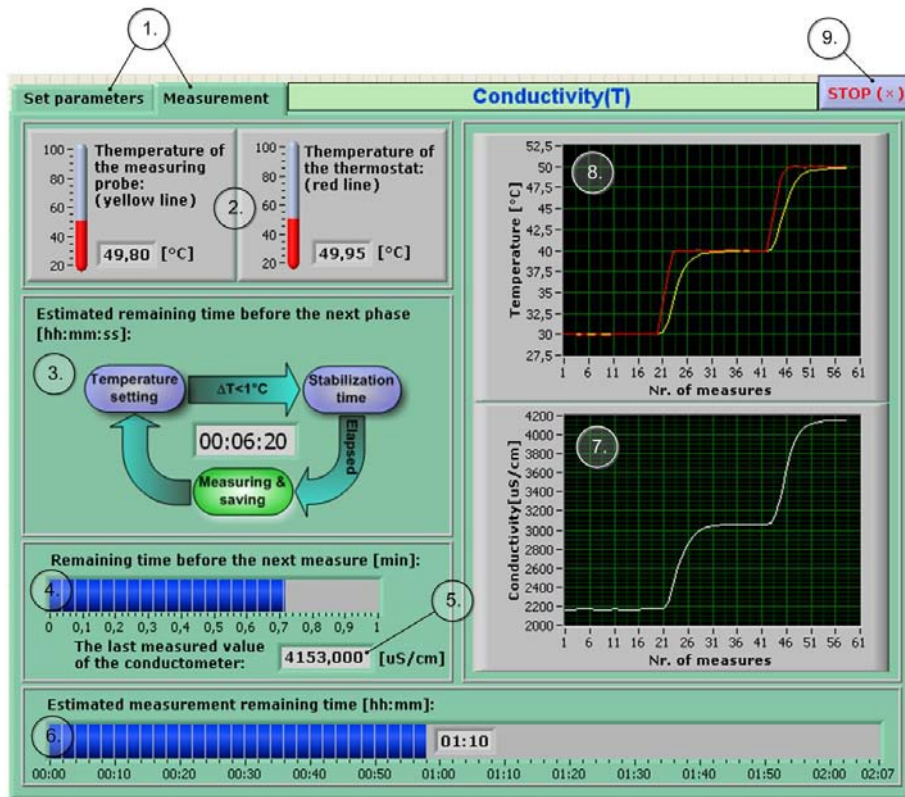 1.
9.
Set parameters
Measurement
Conductivity(T)
STOP (×)
Themperature of
the measuring
probe:
(yellow line)
100
80
60
40
20
49,80 [°C]
2.
Themperature of
the thermostat:
(red line)
100
80
60
40
20
49,95 [°C]
8.
Temperature [°C]
52,5
50
47,5
45
42,5
40
37,5
35
32,5
30
27,5
1 6 11 16 21 26 31 36 41 46 51 56 61
Nr. of measures
Estimated remaining time before the next phase
[hh:mm:ss]:
3.
Temperature
setting
ΔT<1°C
Stabilization
time
00:06:20
Elapsed
Measuring &
saving
7.
Conductivity[uS/cm]
4200
4000
3800
3600
3400
3200
3000
2800
2600
2400
2200
2000
1 6 11 16 21 26 31 36 41 46 51 56 61
Nr. of measures
Remaining time before the next measure [min]:
4.
0 0,1 0,2 0,3 0,4 0,5 0,6 0,7 0,8 0,9 1
5.
The last measured value
of the conductometer:
4153,000 [uS/cm]
Estimated measurement remaining time [hh:mm]:
6.
01:10
00:00 00:10 00:20 00:30 00:40 00:50 01:00 01:10 01:20 01:30 01:40 01:50 02:00 02:07